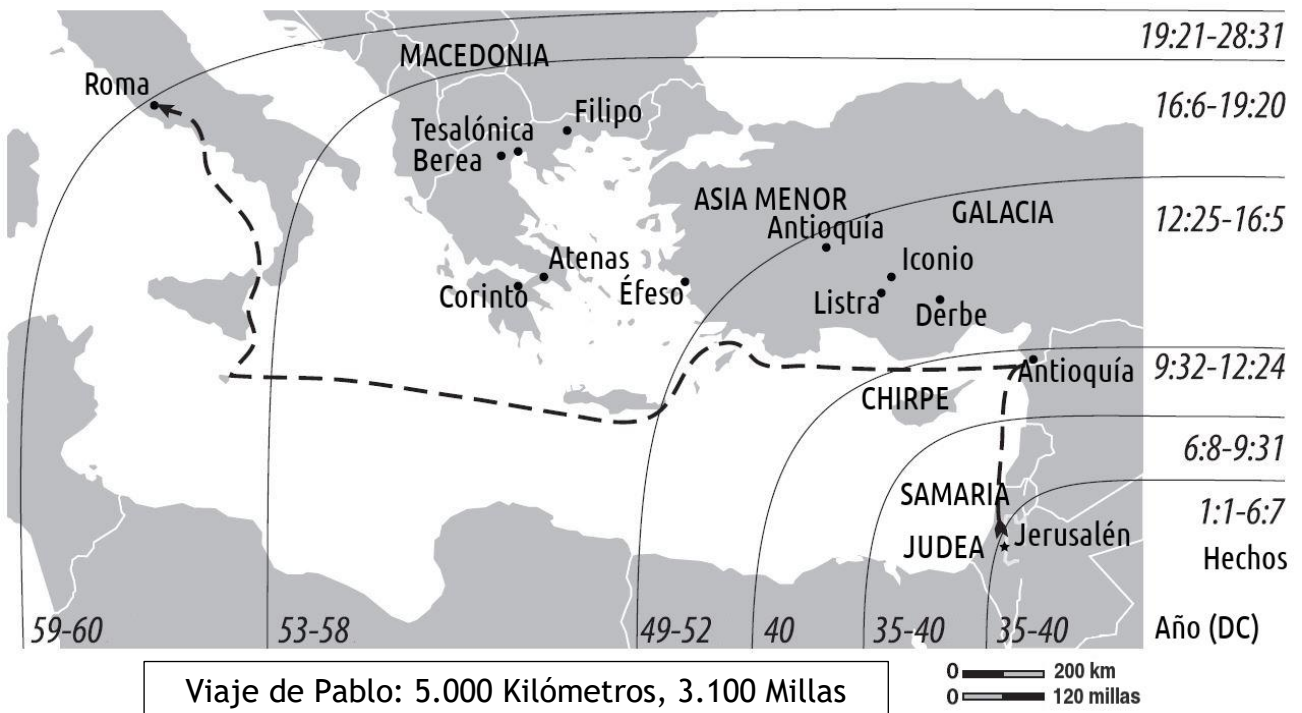 19:21-28:31
MACEDONIA
Roma
16:6-19:20
Filipo
Tesalónica
Berea
ASIA MENOR
GALACIA
12:25-16:5
Antioquía
Atenas
Iconio
Corinto
Éfeso
Listra
Derbe
Antioquía
9:32-12:24
CHIRPE
6:8-9:31
SAMARIA
1:1-6:7
JUDEA
Jerusalén
Hechos
59-60
53-58
49-52
40
35-40
35-40
Año (DC)
Viaje de Pablo: 5.000 Kilómetros, 3.100 Millas
0 200 km
0 120 millas